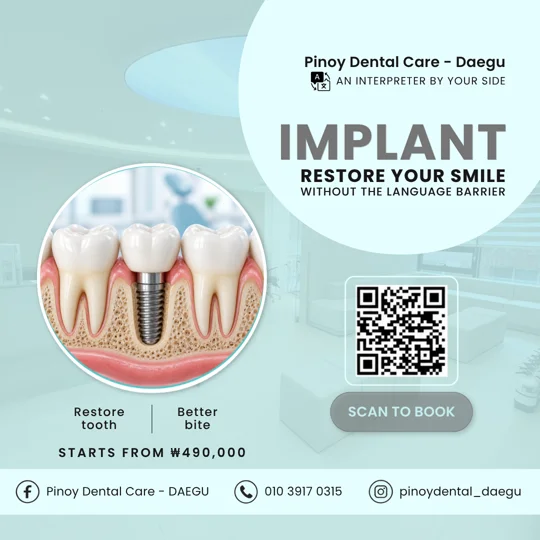 Pinoy Dental Care - Daegu
AN INTERPRETER BY YOUR SIDE
IMPLANT
RESTORE YOUR SMILE
WITHOUT THE LANGUAGE BARRIER
Restore tooth
Better bite
STARTS FROM ₩490,000
SCAN TO BOOK
Pinoy Dental Care - DAEGU
010 3917 0315
pinoydental_daegu